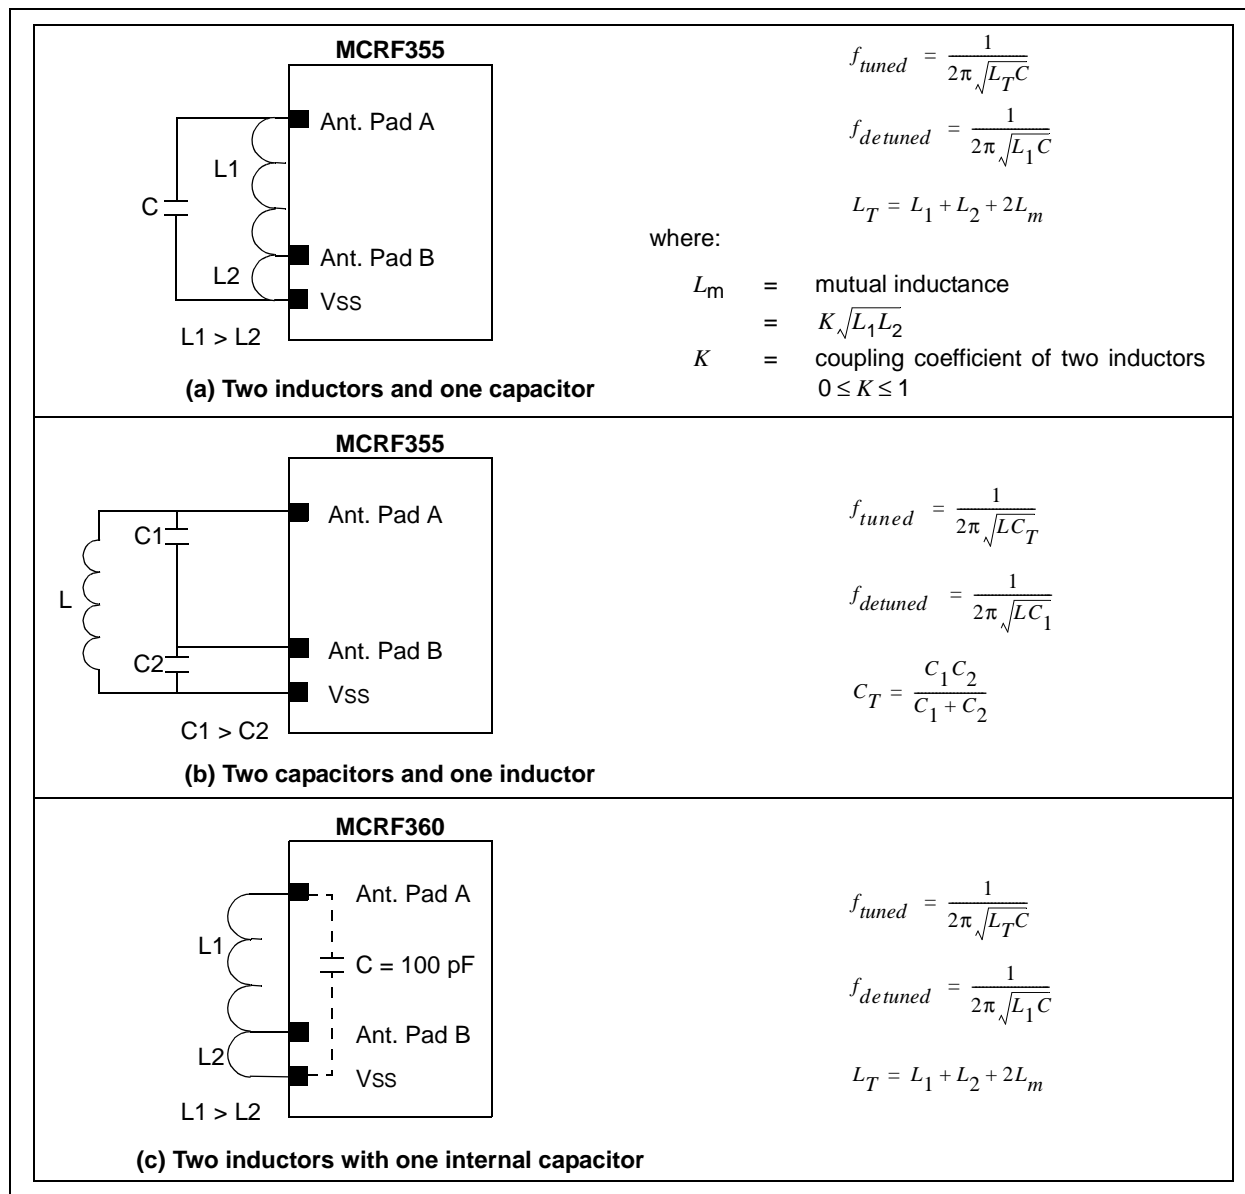 MCRF355
Ant. Pad A
L1
C
Ant. Pad B
L2
VSS
L1 > L2
(a) Two inductors and one capacitor
f_tuned = 1 / (2π√(L_T C))
f_detuned = 1 / (2π√(L_1 C))
L_T = L_1 + L_2 + 2L_m
where:
L_m = mutual inductance
= K√(L_1 L_2)
K = coupling coefficient of two inductors
0 ≤ K ≤ 1
MCRF355
Ant. Pad A
C1
L
Ant. Pad B
C2
VSS
C1 > C2
(b) Two capacitors and one inductor
f_tuned = 1 / (2π√(LC_T))
f_detuned = 1 / (2π√(LC_1))
C_T = C_1 C_2 / (C_1 + C_2)
MCRF360
Ant. Pad A
L1
C = 100 pF
Ant. Pad B
L2
VSS
L1 > L2
(c) Two inductors with one internal capacitor
f_tuned = 1 / (2π√(L_T C))
f_detuned = 1 / (2π√(L_1 C))
L_T = L_1 + L_2 + 2L_m